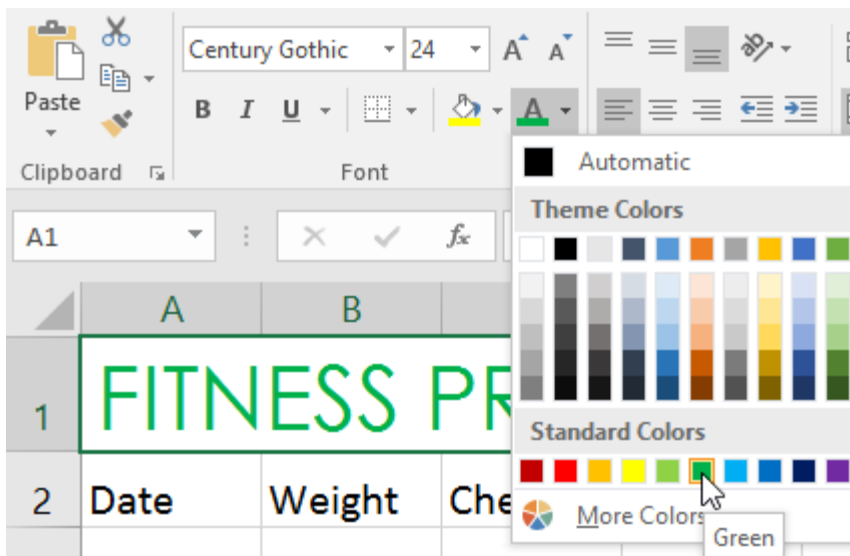 Century Gothic 24 A A
Paste
B I U A
Clipboard Font
Automatic
Theme Colors
A1 fx
A B
1 FITNESS PR
Standard Colors
2 Date Weight Che
More Colors
Green